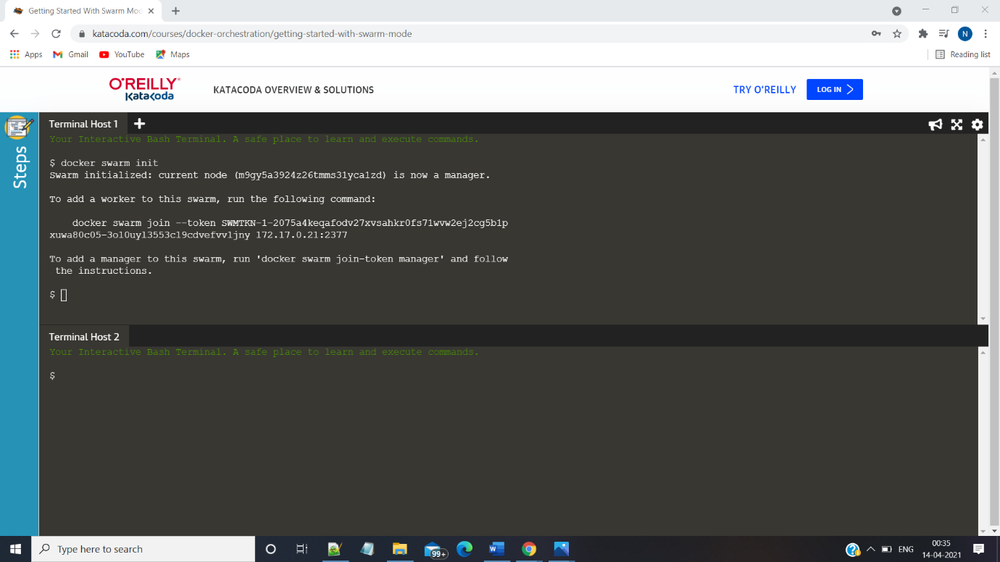 Getting Started With Swarm Mod
katacoda.com/courses/docker-orchestration/getting-started-with-swarm-mode
N
Apps
Gmail
YouTube
Maps
Reading list
O'REILLY®
Katacoda
KATACODA OVERVIEW & SOLUTIONS
TRY O'REILLY
LOG IN
Steps
Terminal Host 1
Your Interactive Bash Terminal. A safe place to learn and execute commands.
$ docker swarm init
Swarm initialized: current node (m9gy5a3924z26tmms31yca1zd) is now a manager.
To add a worker to this swarm, run the following command:
docker swarm join --token SWMTKN-1-2075a4keqafodv27xvsahkr0fs71wvw2ej2cg5b1p
xuwa80c05-3ol0uyl3553cl9cdvefvvljny 172.17.0.21:2377
To add a manager to this swarm, run 'docker swarm join-token manager' and follow
the instructions.
$
Terminal Host 2
Your Interactive Bash Terminal. A safe place to learn and execute commands.
$
Type here to search
99+
ENG
00:35
14-04-2021